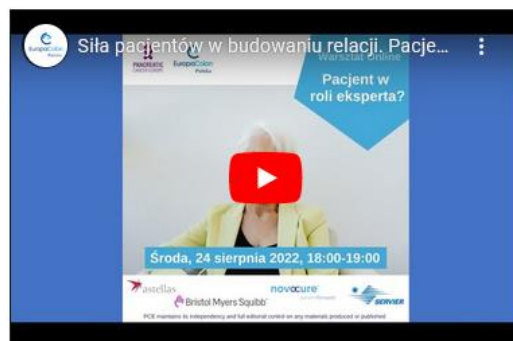 Siła pacjentów w budowaniu relacji. Pacje...
EuropaColon
Polska
PANCREATIC
CANCER EUROPE
EuropaColon
Polska
Warsztat Online
Pacjent w
roli eksperta?
Środa, 24 sierpnia 2022, 18:00-19:00
astellas
Bristol Myers Squibb
novocure
SERVIER
PCE maintains its independency and full editorial control on any materials produced or published